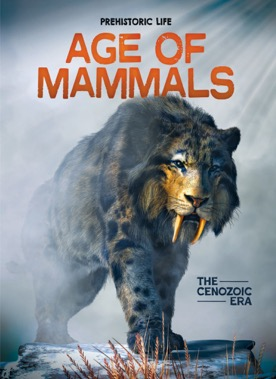 PREHISTORIC LIFE
AGE OF
MAMMALS
THE
CENOZOIC
ERA